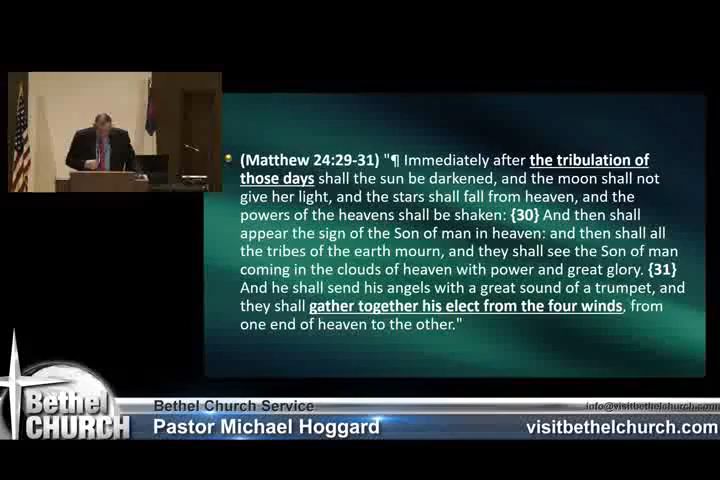 (Matthew 24:29-31) "¶ Immediately after the tribulation of
those days shall the sun be darkened, and the moon shall not
give her light, and the stars shall fall from heaven, and the
powers of the heavens shall be shaken: {30} And then shall
appear the sign of the Son of man in heaven: and then shall all
the tribes of the earth mourn, and they shall see the Son of man
coming in the clouds of heaven with power and great glory. {31}
And he shall send his angels with a great sound of a trumpet, and
they shall gather together his elect from the four winds, from
one end of heaven to the other."
Bethel
CHURCH
Bethel Church Service
info@visitbethelchurch.com
Pastor Michael Hoggard
visitbethelchurch.com